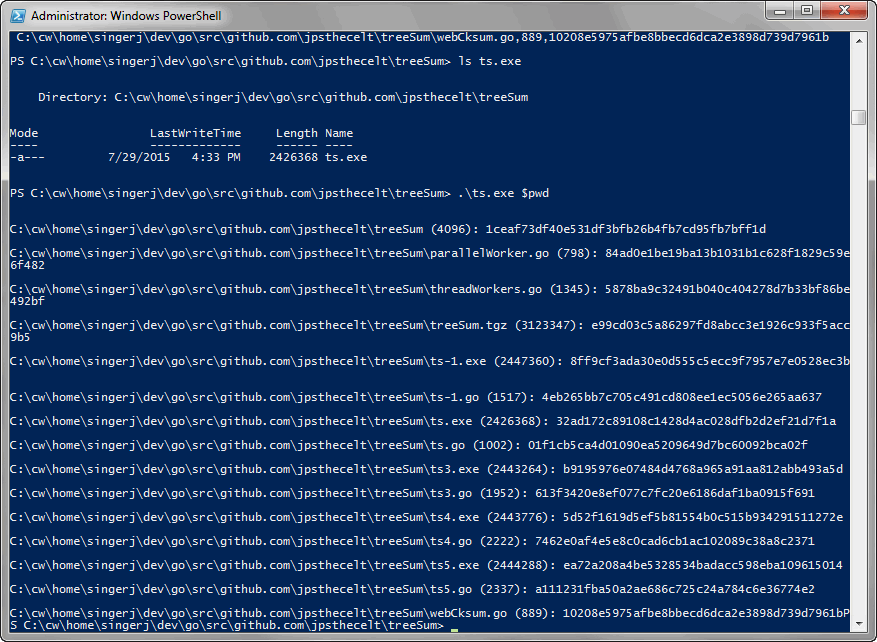 Administrator: Windows PowerShell
C:\cw\home\singerj\dev\go\src\github.com\jpsthecelt\treeSum\webCksum.go,889,10208e5975afbe8bbecd6dca2e3898d739d7961b
PS C:\cw\home\singerj\dev\go\src\github.com\jpsthecelt\treeSum> ls ts.exe
Directory: C:\cw\home\singerj\dev\go\src\github.com\jpsthecelt\treeSum
Mode LastWriteTime Length Name
---- ------------- ------ ----
-a--- 7/29/2015 4:33 PM 2426368 ts.exe
PS C:\cw\home\singerj\dev\go\src\github.com\jpsthecelt\treeSum> .\ts.exe $pwd
C:\cw\home\singerj\dev\go\src\github.com\jpsthecelt\treeSum (4096): 1ceaf73df40e531df3bfb26b4fb7cd95fb7bff1d
C:\cw\home\singerj\dev\go\src\github.com\jpsthecelt\treeSum\parallelWorker.go (798): 84ad0e1be19ba13b1031b1c628f1829c59e
6f482
C:\cw\home\singerj\dev\go\src\github.com\jpsthecelt\treeSum\threadWorkers.go (1345): 5878ba9c32491b040c404278d7b33bf86be
492bf
C:\cw\home\singerj\dev\go\src\github.com\jpsthecelt\treeSum\treeSum.tgz (3123347): e99cd03c5a86297fd8abcc3e1926c933f5acc
9b5
C:\cw\home\singerj\dev\go\src\github.com\jpsthecelt\treeSum\ts-1.exe (2447360): 8ff9cf3ada30e0d555c5ecc9f7957e7e0528ec3b
C:\cw\home\singerj\dev\go\src\github.com\jpsthecelt\treeSum\ts-1.go (1517): 4eb265bb7c705c491cd808ee1ec5056e265aa637
C:\cw\home\singerj\dev\go\src\github.com\jpsthecelt\treeSum\ts.exe (2426368): 32ad172c89108c1428d4ac028dfb2d2ef21d7f1a
C:\cw\home\singerj\dev\go\src\github.com\jpsthecelt\treeSum\ts.go (1002): 01f1cb5ca4d01090ea5209649d7bc60092bca02f
C:\cw\home\singerj\dev\go\src\github.com\jpsthecelt\treeSum\ts3.exe (2443264): b9195976e07484d4768a965a91aa812abb493a5d
C:\cw\home\singerj\dev\go\src\github.com\jpsthecelt\treeSum\ts3.go (1952): 613f3420e8ef077c7fc20e6186daf1ba0915f691
C:\cw\home\singerj\dev\go\src\github.com\jpsthecelt\treeSum\ts4.exe (2443776): 5d52f1619d5ef5b81554b0c515b934291511272e
C:\cw\home\singerj\dev\go\src\github.com\jpsthecelt\treeSum\ts4.go (2222): 7462e0af4e5e8c0cad6cb1ac102089c38a8c2371
C:\cw\home\singerj\dev\go\src\github.com\jpsthecelt\treeSum\ts5.exe (2444288): ea72a208a4be5328534badacc598eba109615014
C:\cw\home\singerj\dev\go\src\github.com\jpsthecelt\treeSum\ts5.go (2337): a111231fba50a2ae686c725c24a784c6e36774e2
C:\cw\home\singerj\dev\go\src\github.com\jpsthecelt\treeSum\webCksum.go (889): 10208e5975afbe8bbecd6dca2e3898d739d7961bP
S C:\cw\home\singerj\dev\go\src\github.com\jpsthecelt\treeSum> _